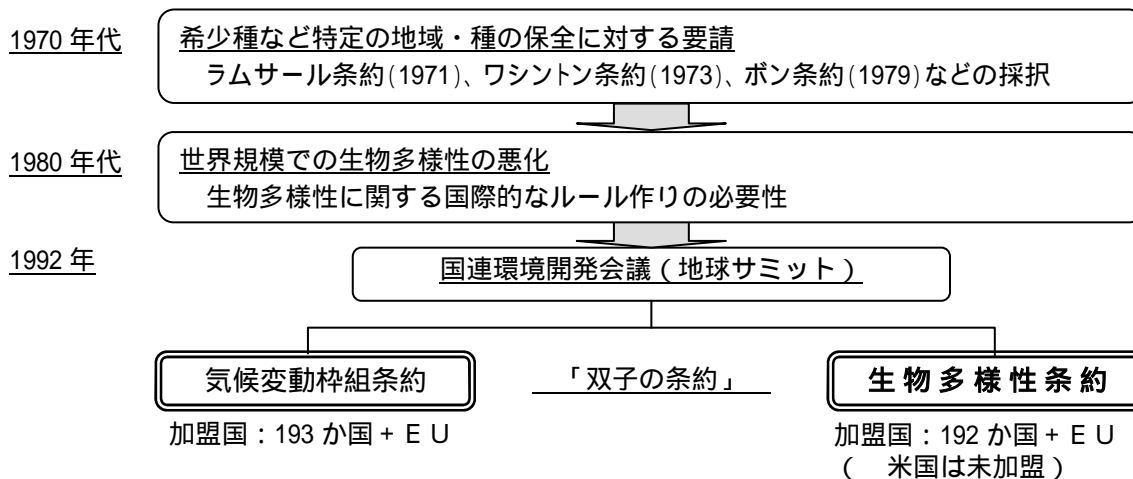 1970 年代
希少種など特定の地域・種の保全に対する要請
ラムサール条約(1971)、ワシントン条約(1973)、ボン条約(1979)などの採択
1980 年代
世界規模での生物多様性の悪化
生物多様性に関する国際的なルール作りの必要性
1992 年
国連環境開発会議(地球サミット)
気候変動枠組条約
「双子の条約」
生物多様性条約
加盟国:193 か国+EU
加盟国:192 か国+EU
( 米国は未加盟)